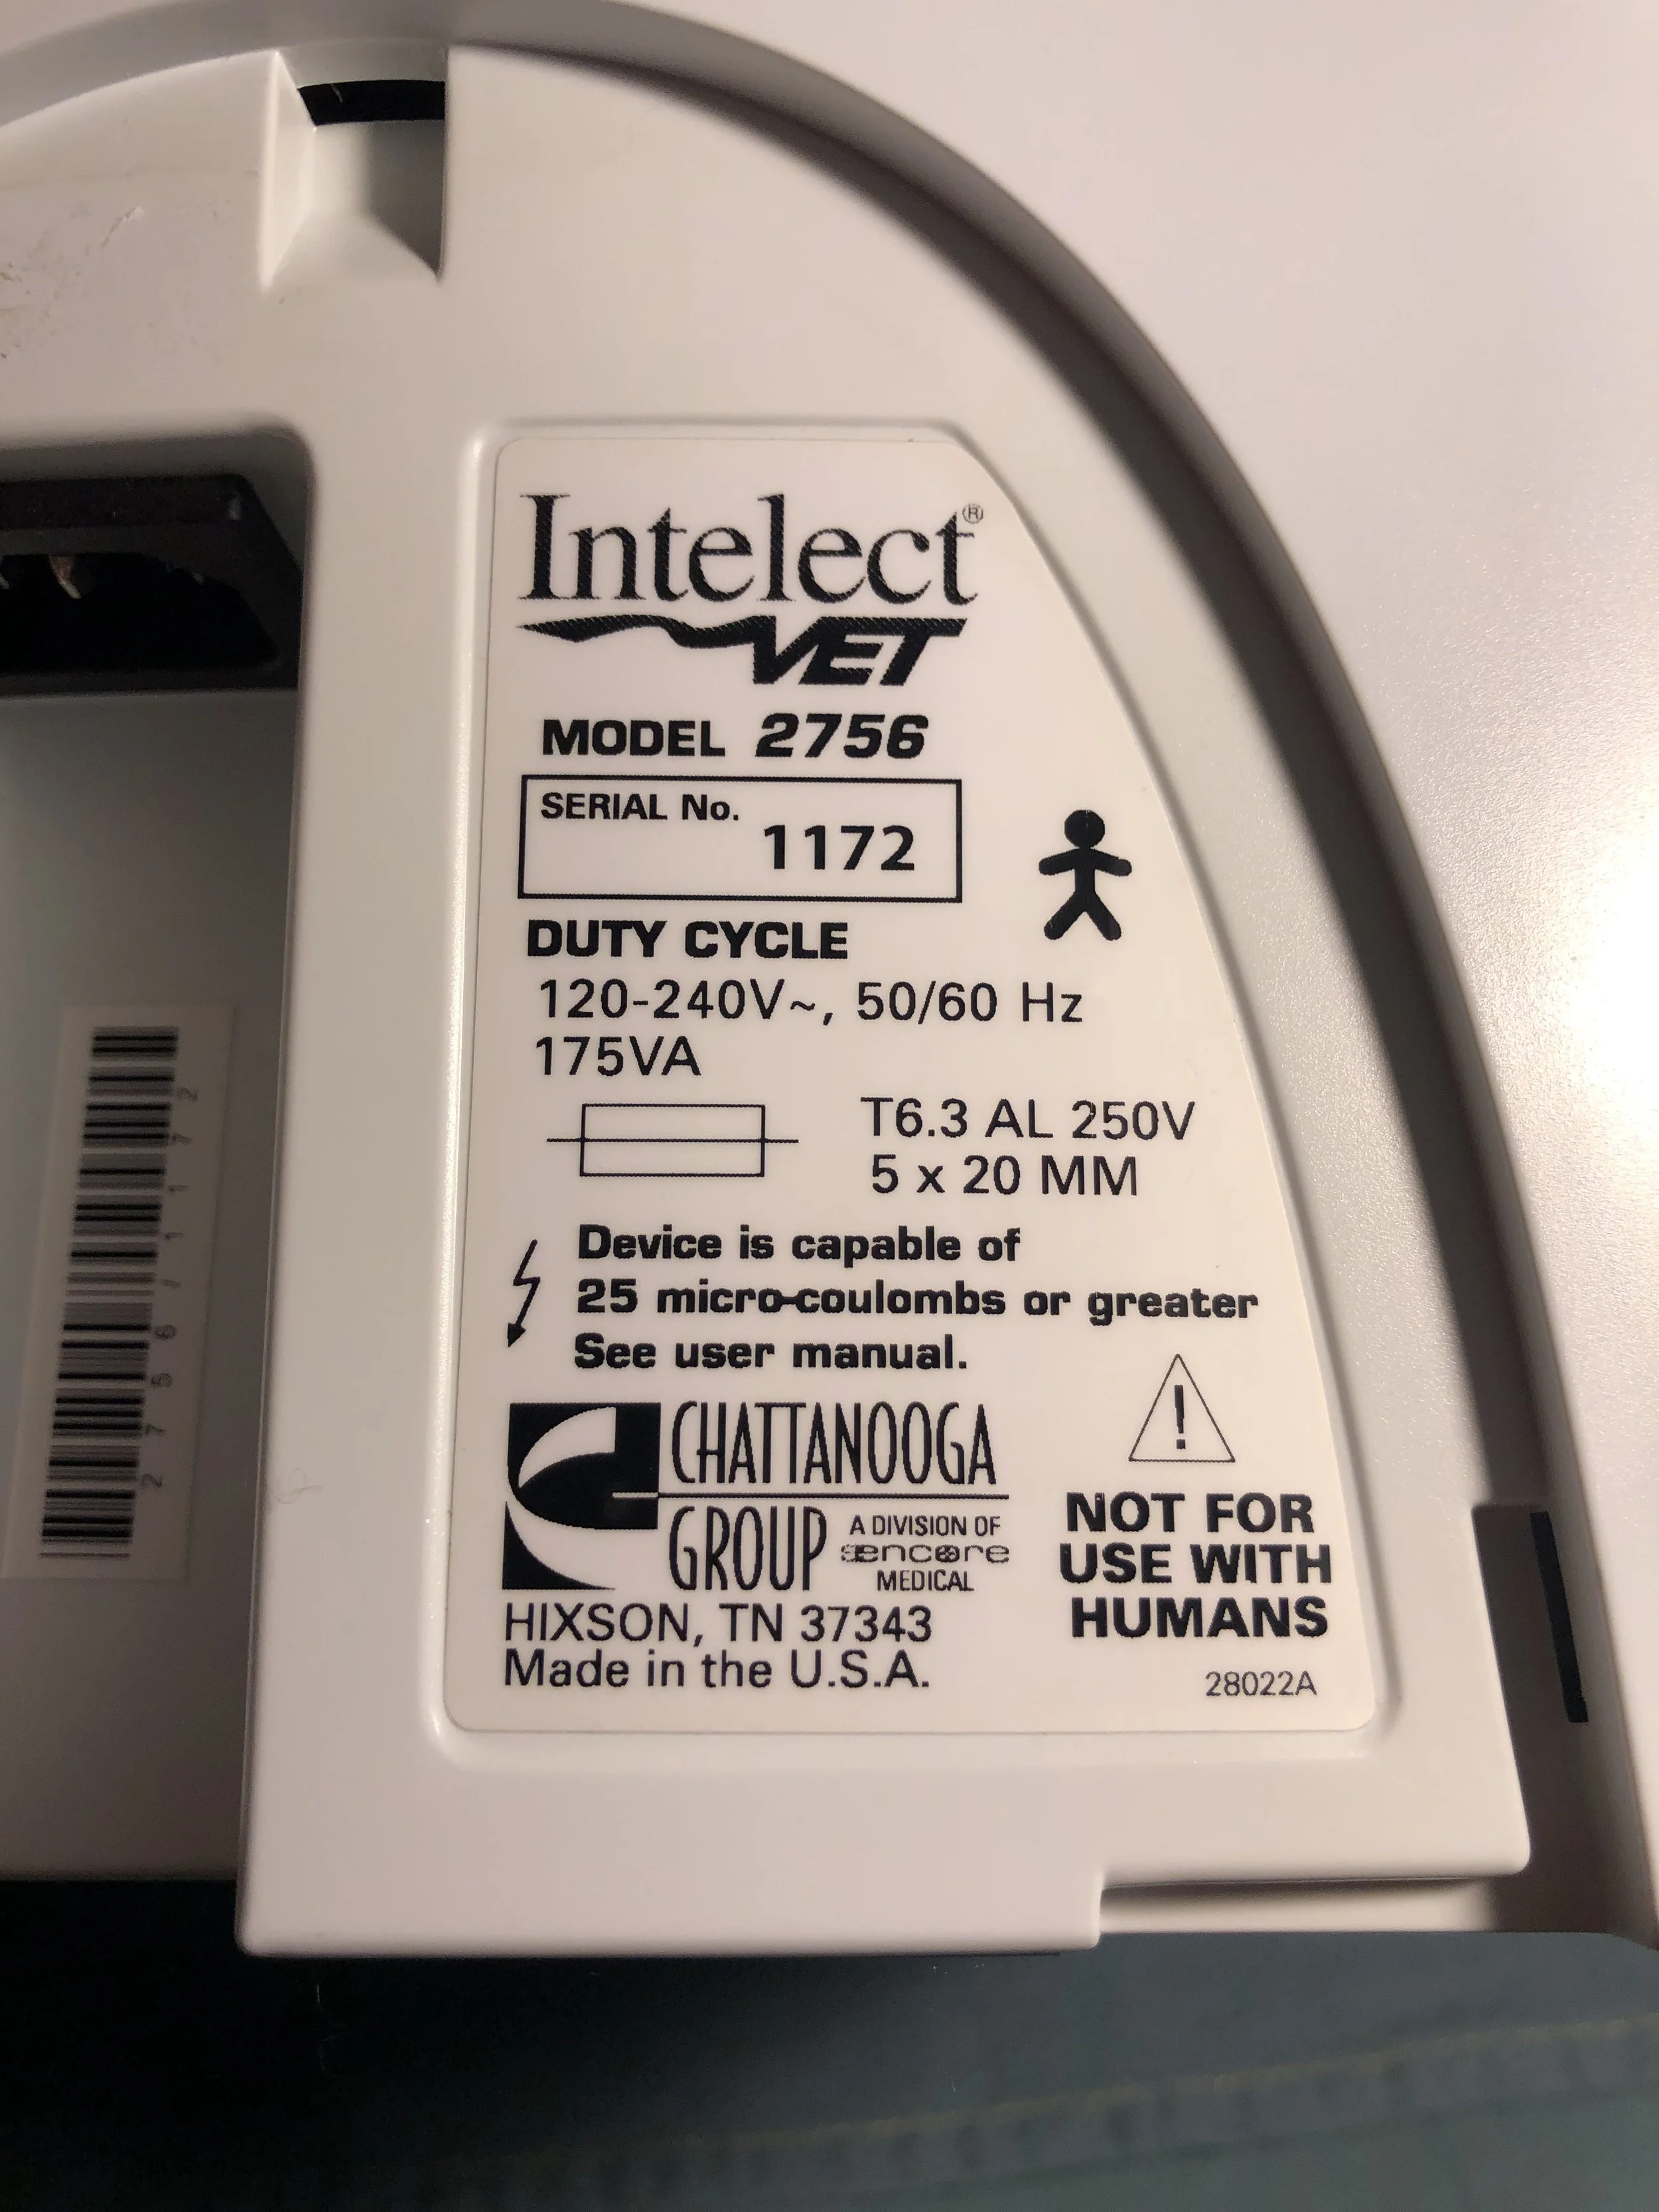 Intelect®
VET
MODEL 2756
SERIAL No.
1172
DUTY CYCLE
120-240V~, 50/60 Hz
175VA
T6.3 AL 250V
5 x 20 MM
Device is capable of
25 micro-coulombs or greater
See user manual.
CHATTANOOGA
GROUP
A DIVISION OF
encore
MEDICAL
HIXSON, TN 37343
Made in the U.S.A.
!
NOT FOR
USE WITH
HUMANS
28022A
2756/1172